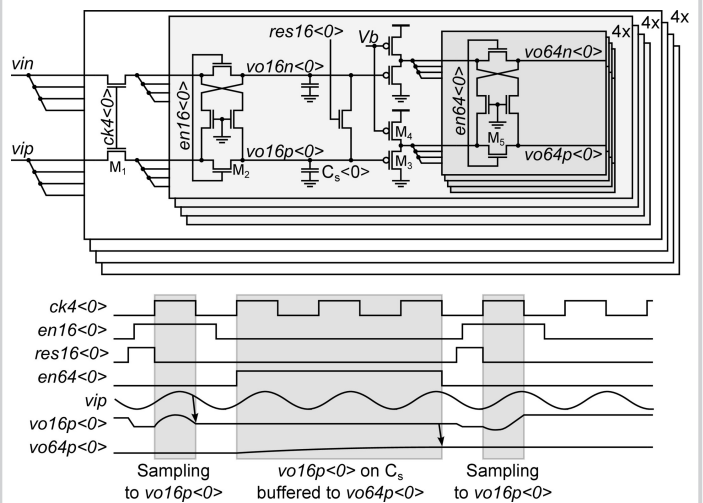 4x
4x
4x
res16<0>
Vb
vin
vo16n<0>
vo64n<0>
ck4<0>
en16<0>
en64<0>
M4
M5
vip
vo16p<0>
M3
vo64p<0>
M1
M2
Cs<0>
ck4<0>
en16<0>
res16<0>
en64<0>
vip
vo16p<0>
vo64p<0>
Sampling
to vo16p<0>
vo16p<0> on Cs
buffered to vo64p<0>
Sampling
to vo16p<0>